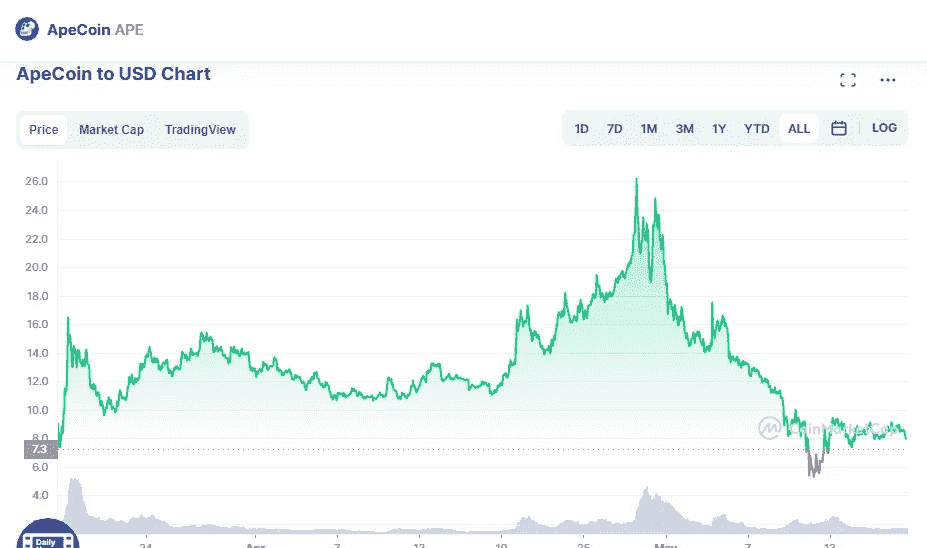 ApeCoin APE
ApeCoin to USD Chart
Price Market Cap TradingView
1D 7D 1M 3M 1Y YTD ALL LOG
26.0
24.0
22.0
20.0
18.0
16.0
14.0
12.0
10.0
8.0
7.3
6.0
4.0
CoinMarketCap
Daily
24 Apr 7 13 19 25 May 7 13